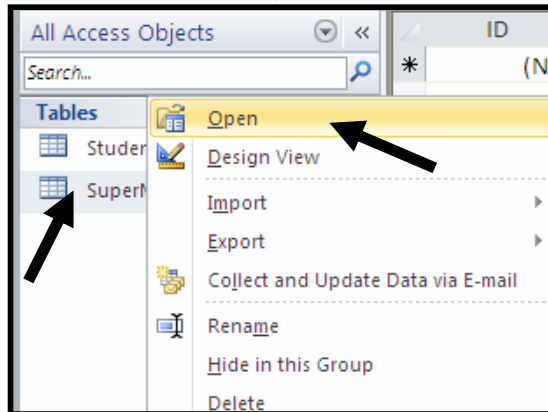 All Access Objects «
ID
Search...
* (N
Tables
Studen
SuperM
Open
Design View
Import
Export
Collect and Update Data via E-mail
Rename
Hide in this Group
Delete